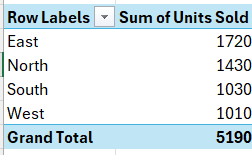 Row Labels Sum of Units Sold
East 1720
North 1430
South 1030
West 1010
Grand Total 5190